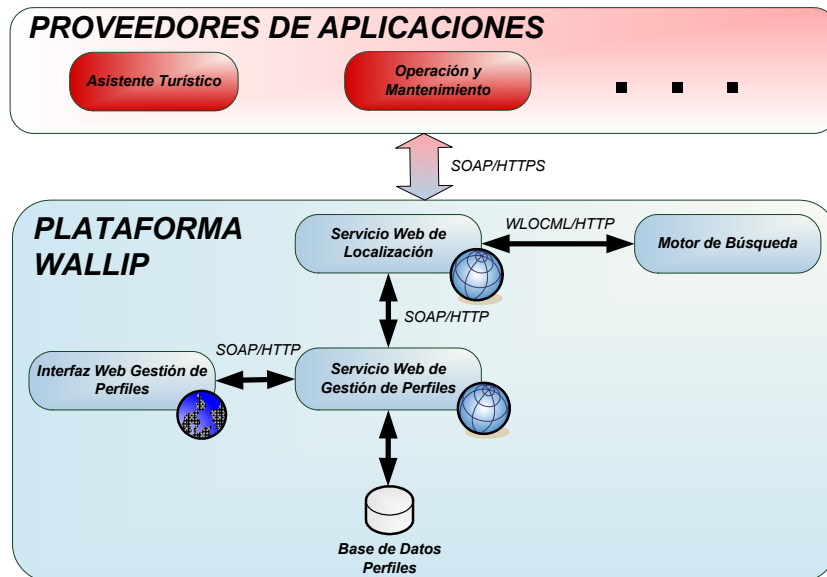 PROVEEDORES DE APLICACIONES
Asistente Turístico
Operación y
Mantenimiento
SOAP/HTTPS
PLATAFORMA
WALLIP
Servicio Web de
Localización
WLOCML/HTTP
Motor de Búsqueda
SOAP/HTTP
SOAP/HTTP
Interfaz Web Gestión de
Perfiles
Servicio Web de
Gestión de Perfiles
Base de Datos
Perfiles